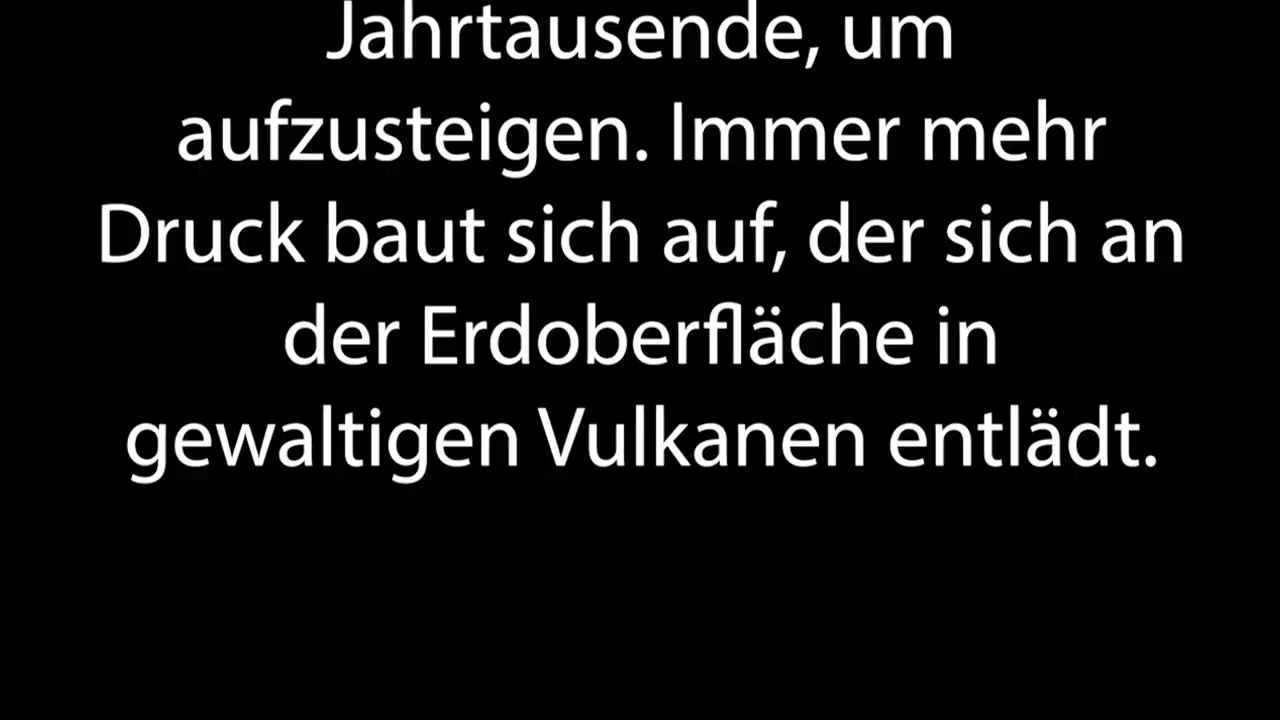 Jahrtausende, um
aufzusteigen. Immer mehr
Druck baut sich auf, der sich an
der Erdoberfläche in
gewaltigen Vulkanen entlädt.